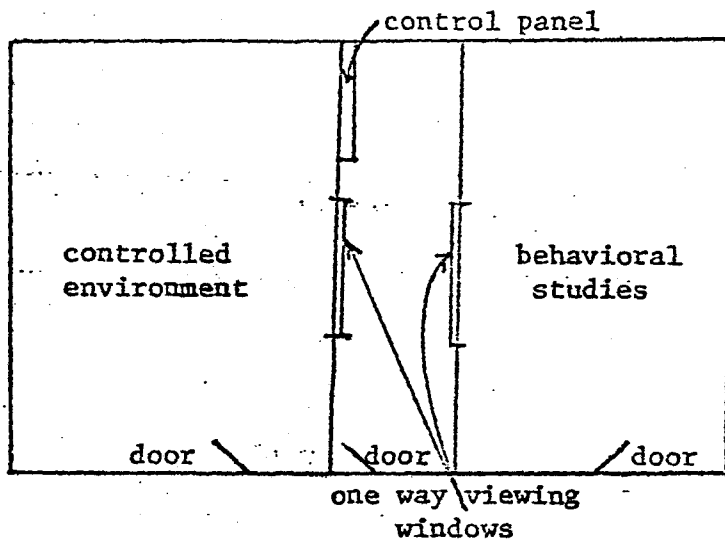 control panel
controlled
environment
behavioral
studies
door
door
door
one way viewing
windows